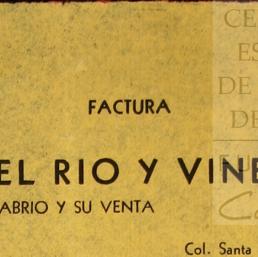 FACTURA
EL RIO Y VINE
ABRIO Y SU VENTA
Col. Santa
CE
ES
DE
DE